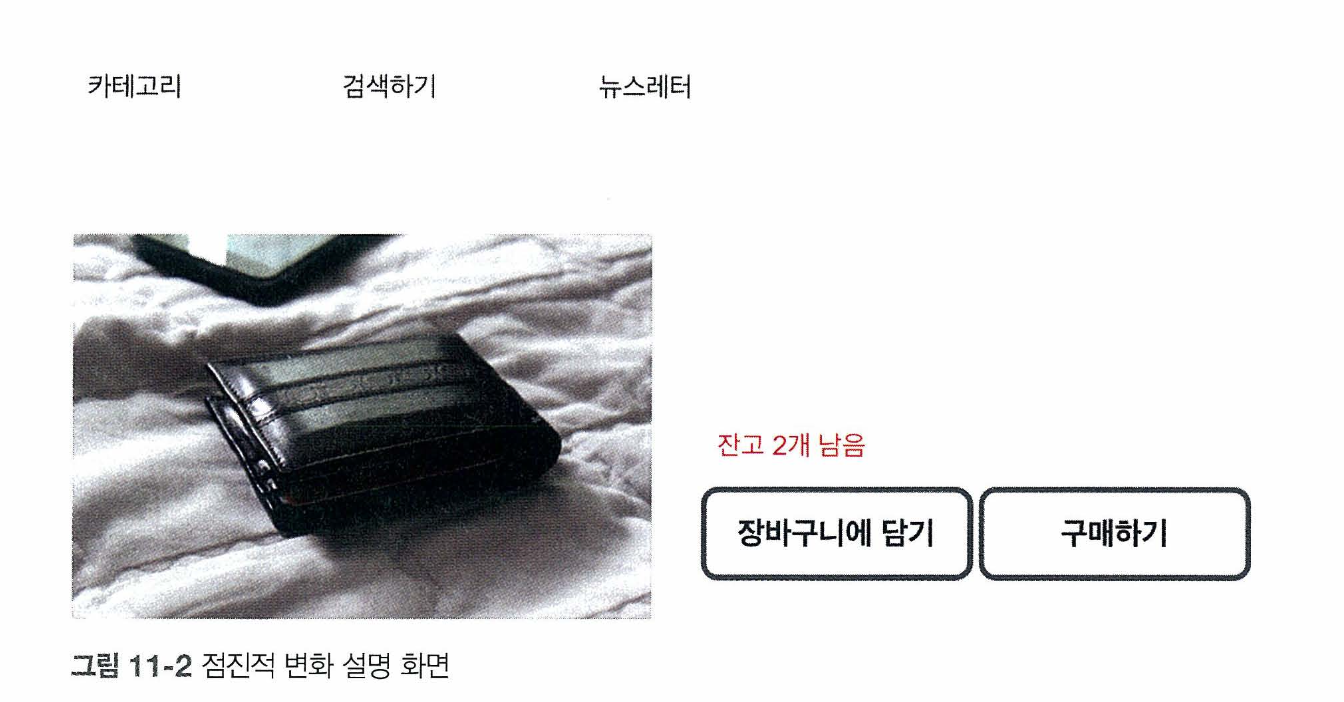 카테고리 검색하기 뉴스레터
잔고 2개 남음
장바구니에 담기 구매하기
그림 11-2 점진적 변화 설명 화면